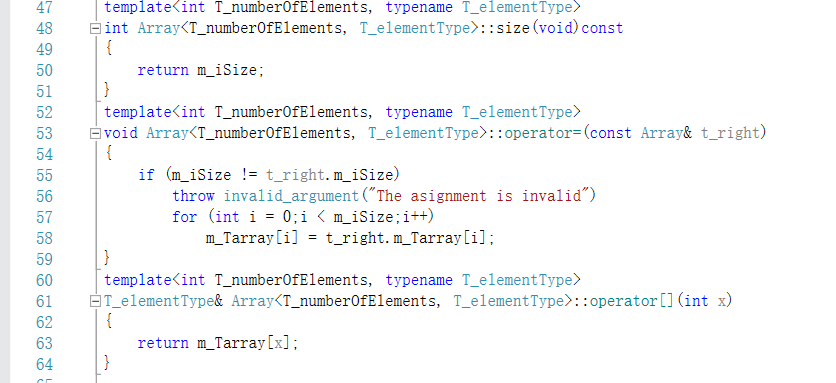 47 template<int T_numberOfElements, typename T_elementType>
48 int Array<T_numberOfElements, T_elementType>::size(void)const
49 {
50 return m_iSize;
51 }
52 template<int T_numberOfElements, typename T_elementType>
53 void Array<T_numberOfElements, T_elementType>::operator=(const Array& t_right)
54 {
55 if (m_iSize != t_right.m_iSize)
56 throw invalid_argument("The asignment is invalid")
57 for (int i = 0;i < m_iSize;i++)
58 m_Tarray[i] = t_right.m_Tarray[i];
59 }
60 template<int T_numberOfElements, typename T_elementType>
61 T_elementType& Array<T_numberOfElements, T_elementType>::operator[](int x)
62 {
63 return m_Tarray[x];
64 }